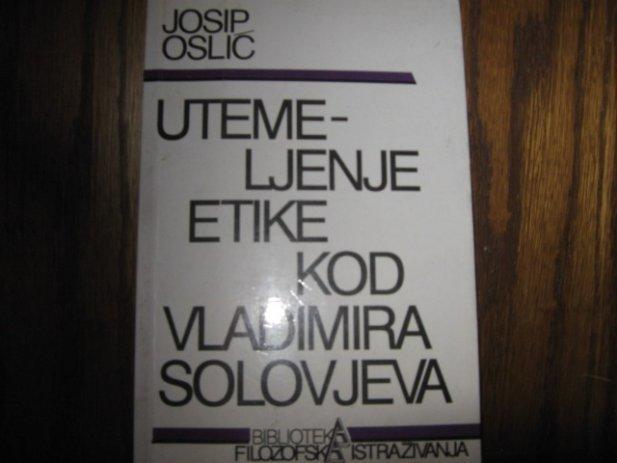 JOSIP
OSLIĆ
UTEME-
LJENJE
ETIKE
KOD
VLADIMIRA
SOLOVJEVA
BIBLIOTEKA
FILOZOFSKA ISTRAŽIVANJA